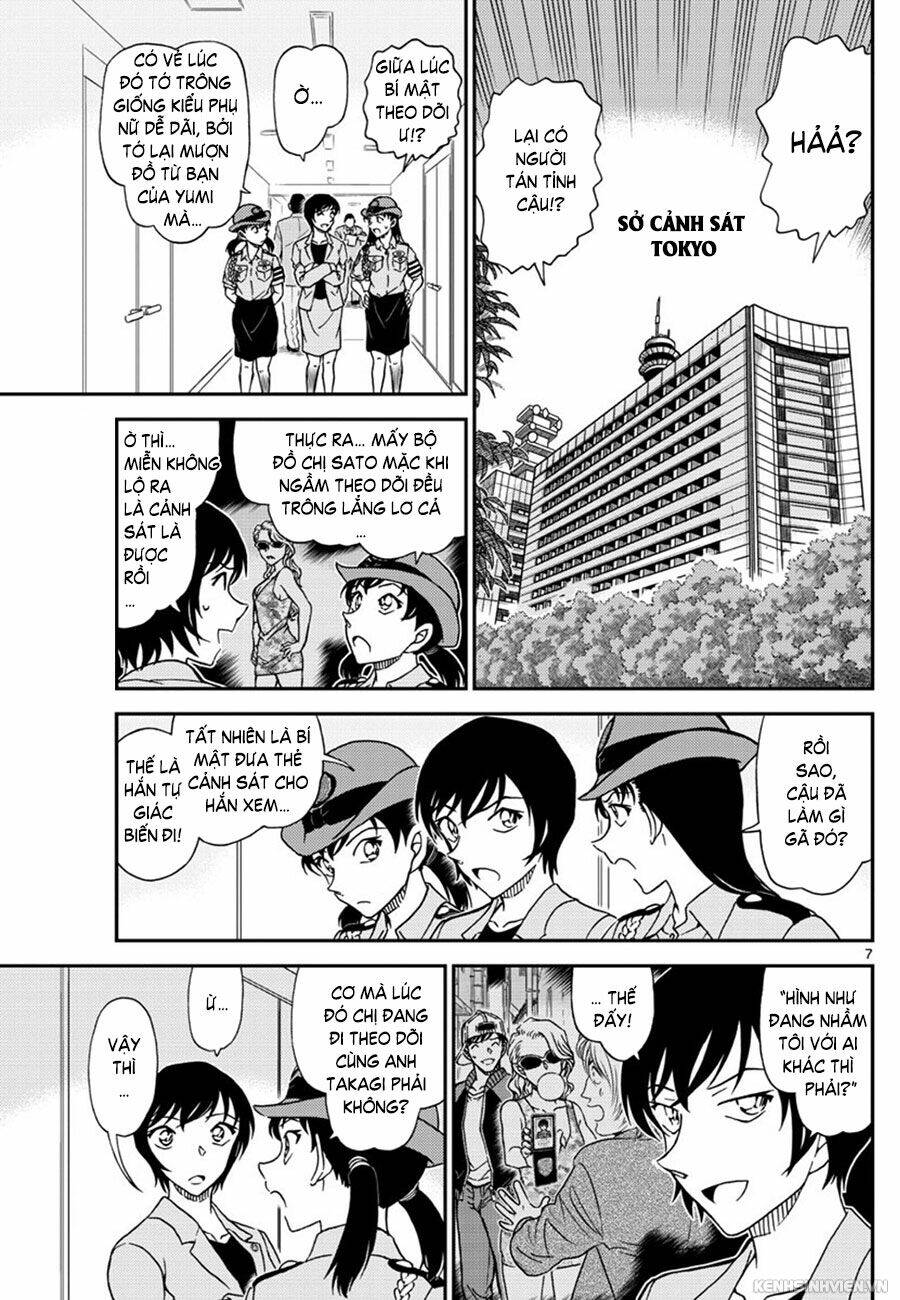 HẢẢ?
LẠI CÓ
NGƯỜI
TÁN TỈNH
CẬU!?
SỞ CẢNH SÁT
TOKYO
GIỮA LÚC
BÍ MẬT
THEO DÕI
Ư!?
Ờ...
CÓ VẺ LÚC
ĐÓ TỚ TRÔNG
GIỐNG KIỂU PHỤ
NỮ DỄ DÃI, BỞI
TỚ LẠI MƯỢN
ĐỒ TỪ BẠN
CỦA YUMI
MÀ...
THỰC RA... MẤY BỘ
ĐỒ CHỊ SATO MẶC KHI
NGẦM THEO DÕI ĐỀU
TRÔNG LẲNG LƠ CẢ
...
Ờ THÌ...
MIỄN KHÔNG
LỘ RA
LÀ CẢNH
SÁT LÀ
ĐƯỢC
RỒI
...
RỒI
SAO,
CẬU ĐÃ
LÀM GÌ
GÃ ĐÓ?
TẤT NHIÊN LÀ BÍ
MẬT ĐƯA THẺ
CẢNH SÁT CHO
HẮN XEM...
THẾ LÀ
HẮN TỰ
GIÁC
BIẾN ĐI!
7
"HÌNH NHƯ
ĐANG NHẦM
TÔI VỚI AI
KHÁC THÌ
PHẢI?"
... THẾ
ĐẤY!
CƠ MÀ LÚC
ĐÓ CHỊ ĐANG
ĐI THEO DÕI
CÙNG ANH
TAKAGI PHẢI
KHÔNG?
Ừ...
VẬY THÌ
...
KENHSINHVIEN.VN